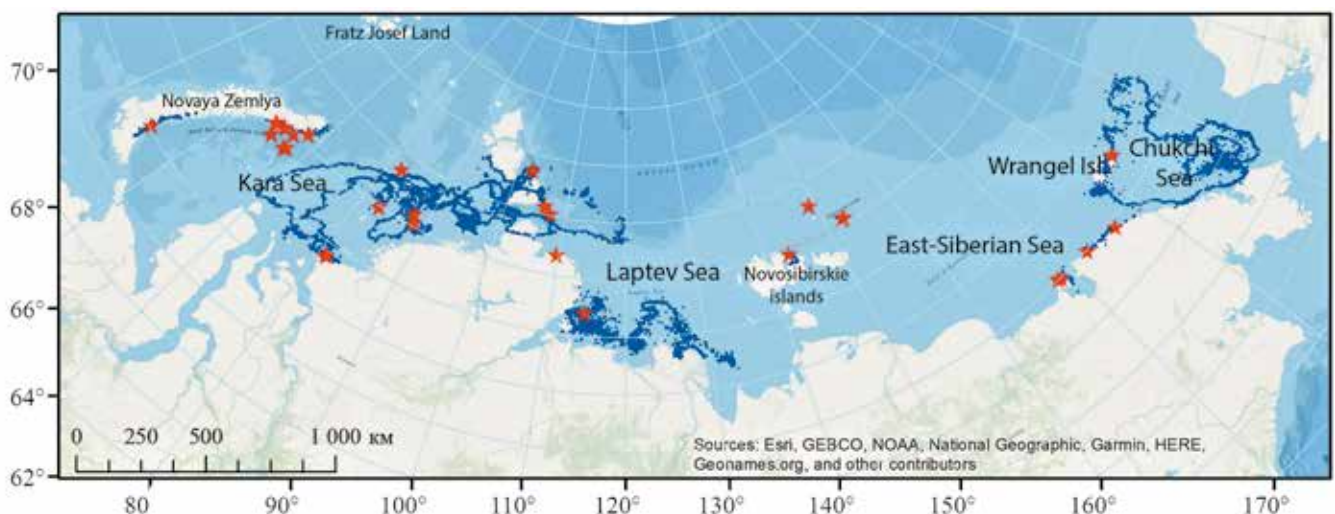 Fratz Josef Land
70°
Novaya Zemlya
Wrangel Isl
Chukchi
Sea
Kara Sea
68°
East-Siberian Sea
Laptev Sea
Novosibirskie
islands
66°
64°
0 250 500 1 000 км
Sources: Esri, GEBCO, NOAA, National Geographic, Garmin, HERE,
Geonames.org, and other contributors
62°
80 90° 100° 110° 120° 130° 140° 150° 160° 170°